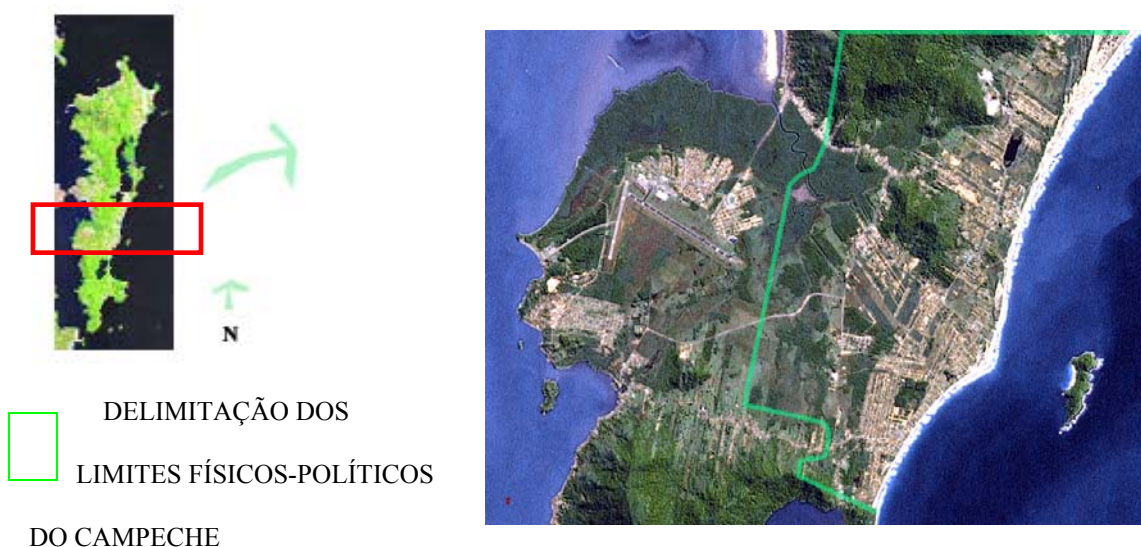 N
DELIMITAÇÃO DOS
LIMITES FÍSICOS-POLÍTICOS
DO CAMPECHE